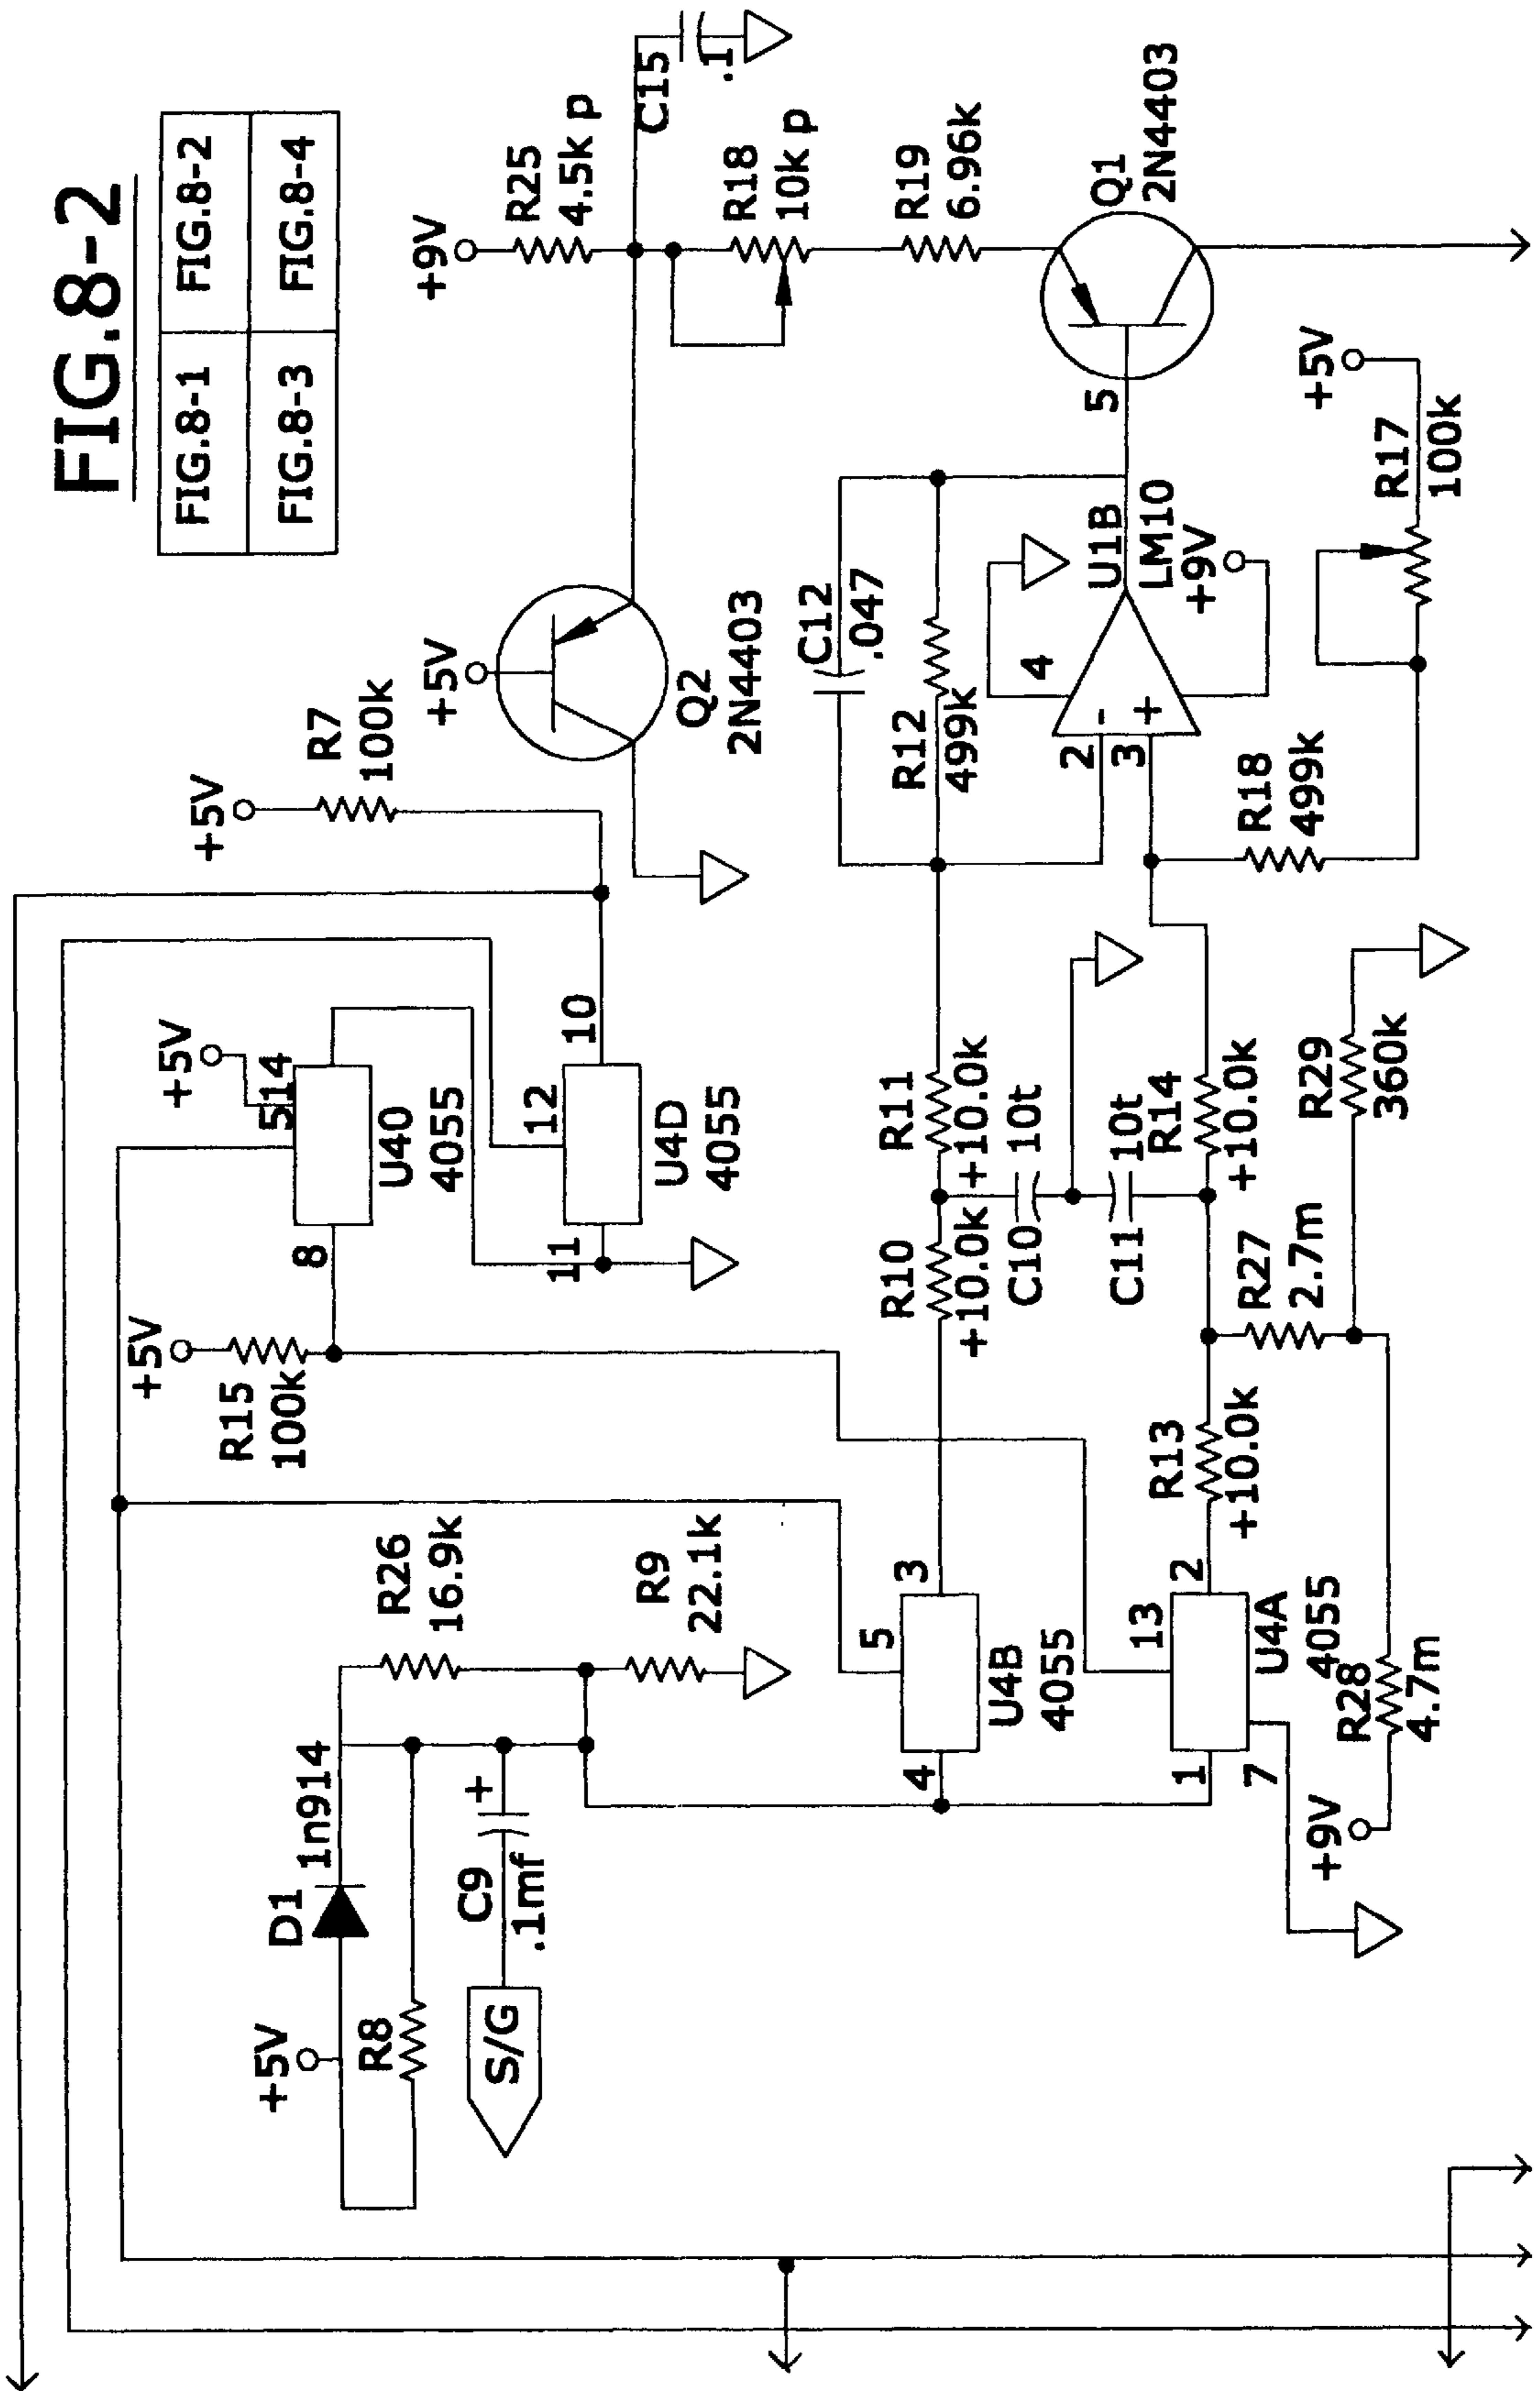 FIG.8-2
FIG.8-1 FIG.8-2
FIG.8-3 FIG.8-4
+5V
R15
100k
+5V
514
8
U40
4055
+5V
R7
100k
+5V
Q2
2N4403
+9V
R25
4.5k p
C15
.1
R18
10k p
R19
6.96k
Q1
2N4403
5
12
11
10
U4D
4055
+5V
D1
1n914
R8
R26
16.9k
R9
22.1k
C9
+
.1mf
S/G
5
4
3
U4B
4055
R10
+10.0k
R11
+10.0k
C10
10t
C11
10t
R14
+10.0k
C12
.047
R12
499k
4
2
-
3
+
U1B
LM10
+9V
R18
499k
+5V
R17
100k
13
1
2
7
U4A
4055
R13
+10.0k
R27
2.7m
R29
360k
R28
4.7m
+9V